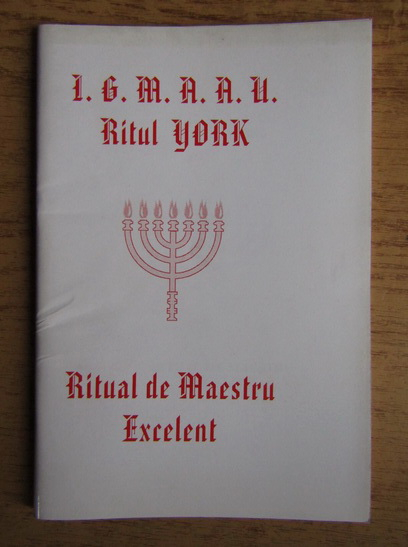 I. G. M. A. A. U.
Ritul YORK
Ritual de Maestru
Excelent